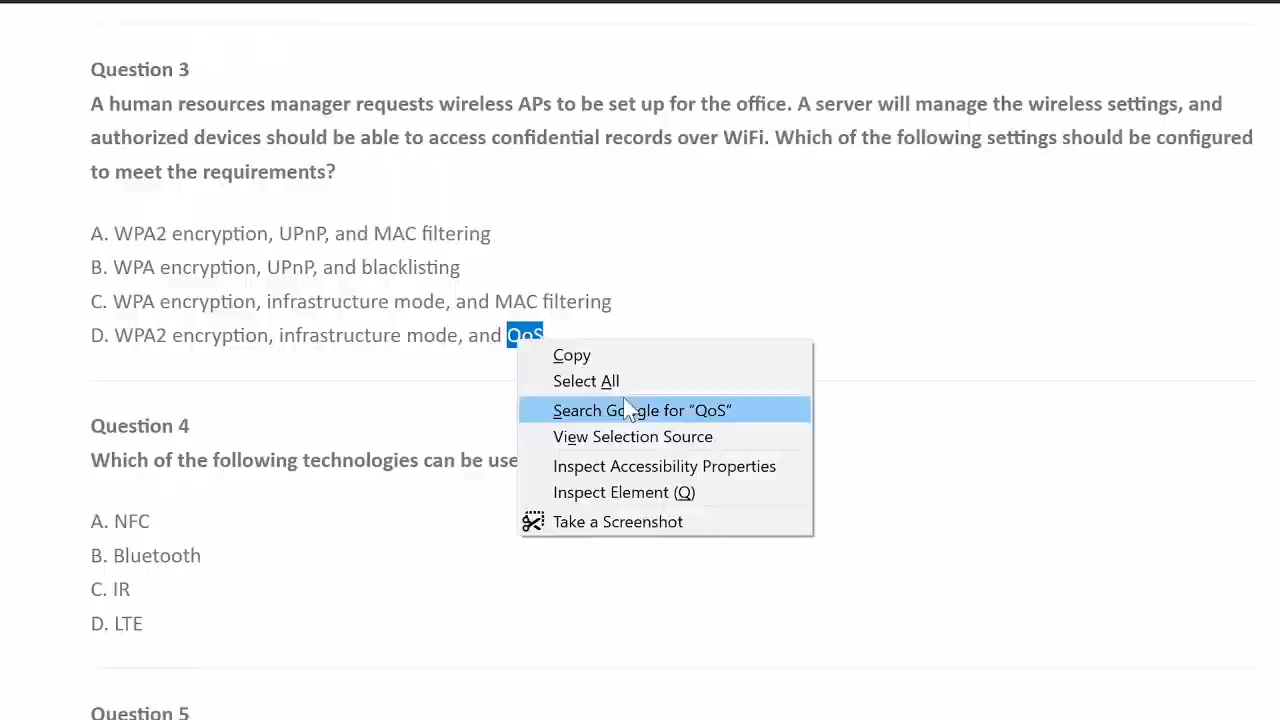 Question 3
A human resources manager requests wireless APs to be set up for the office. A server will manage the wireless settings, and
authorized devices should be able to access confidential records over WiFi. Which of the following settings should be configured
to meet the requirements?
A. WPA2 encryption, UPnP, and MAC filtering
B. WPA encryption, UPnP, and blacklisting
C. WPA encryption, infrastructure mode, and MAC filtering
D. WPA2 encryption, infrastructure mode, and QoS
Copy
Select All
Search Google for “QoS”
View Selection Source
Inspect Accessibility Properties
Inspect Element (Q)
Take a Screenshot
Question 4
Which of the following technologies can be use
A. NFC
B. Bluetooth
C. IR
D. LTE
Question 5